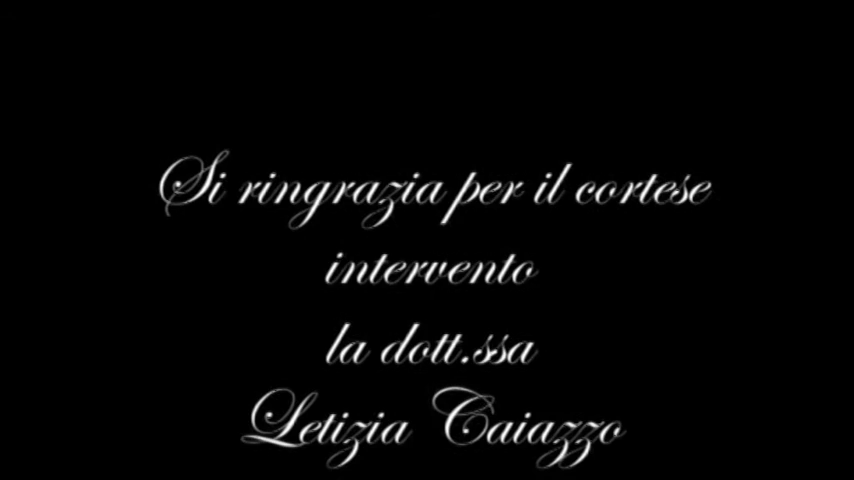 Si ringrazia per il cortese
intervento
la dott.ssa
Letizia Caiazzo